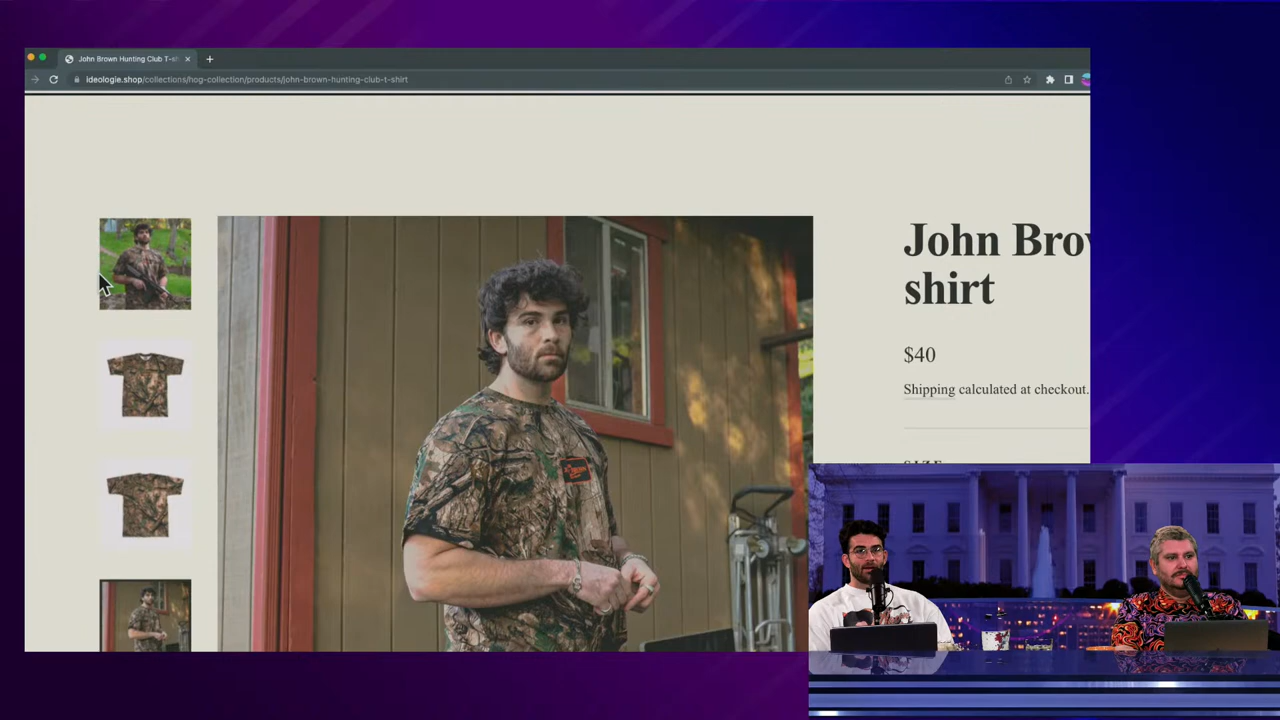 John Brown Hunting Club T-sh
ideologie.shop/collections/hog-collection/products/john-brown-hunting-club-t-shirt
John Brov
shirt
$40
Shipping calculated at checkout.